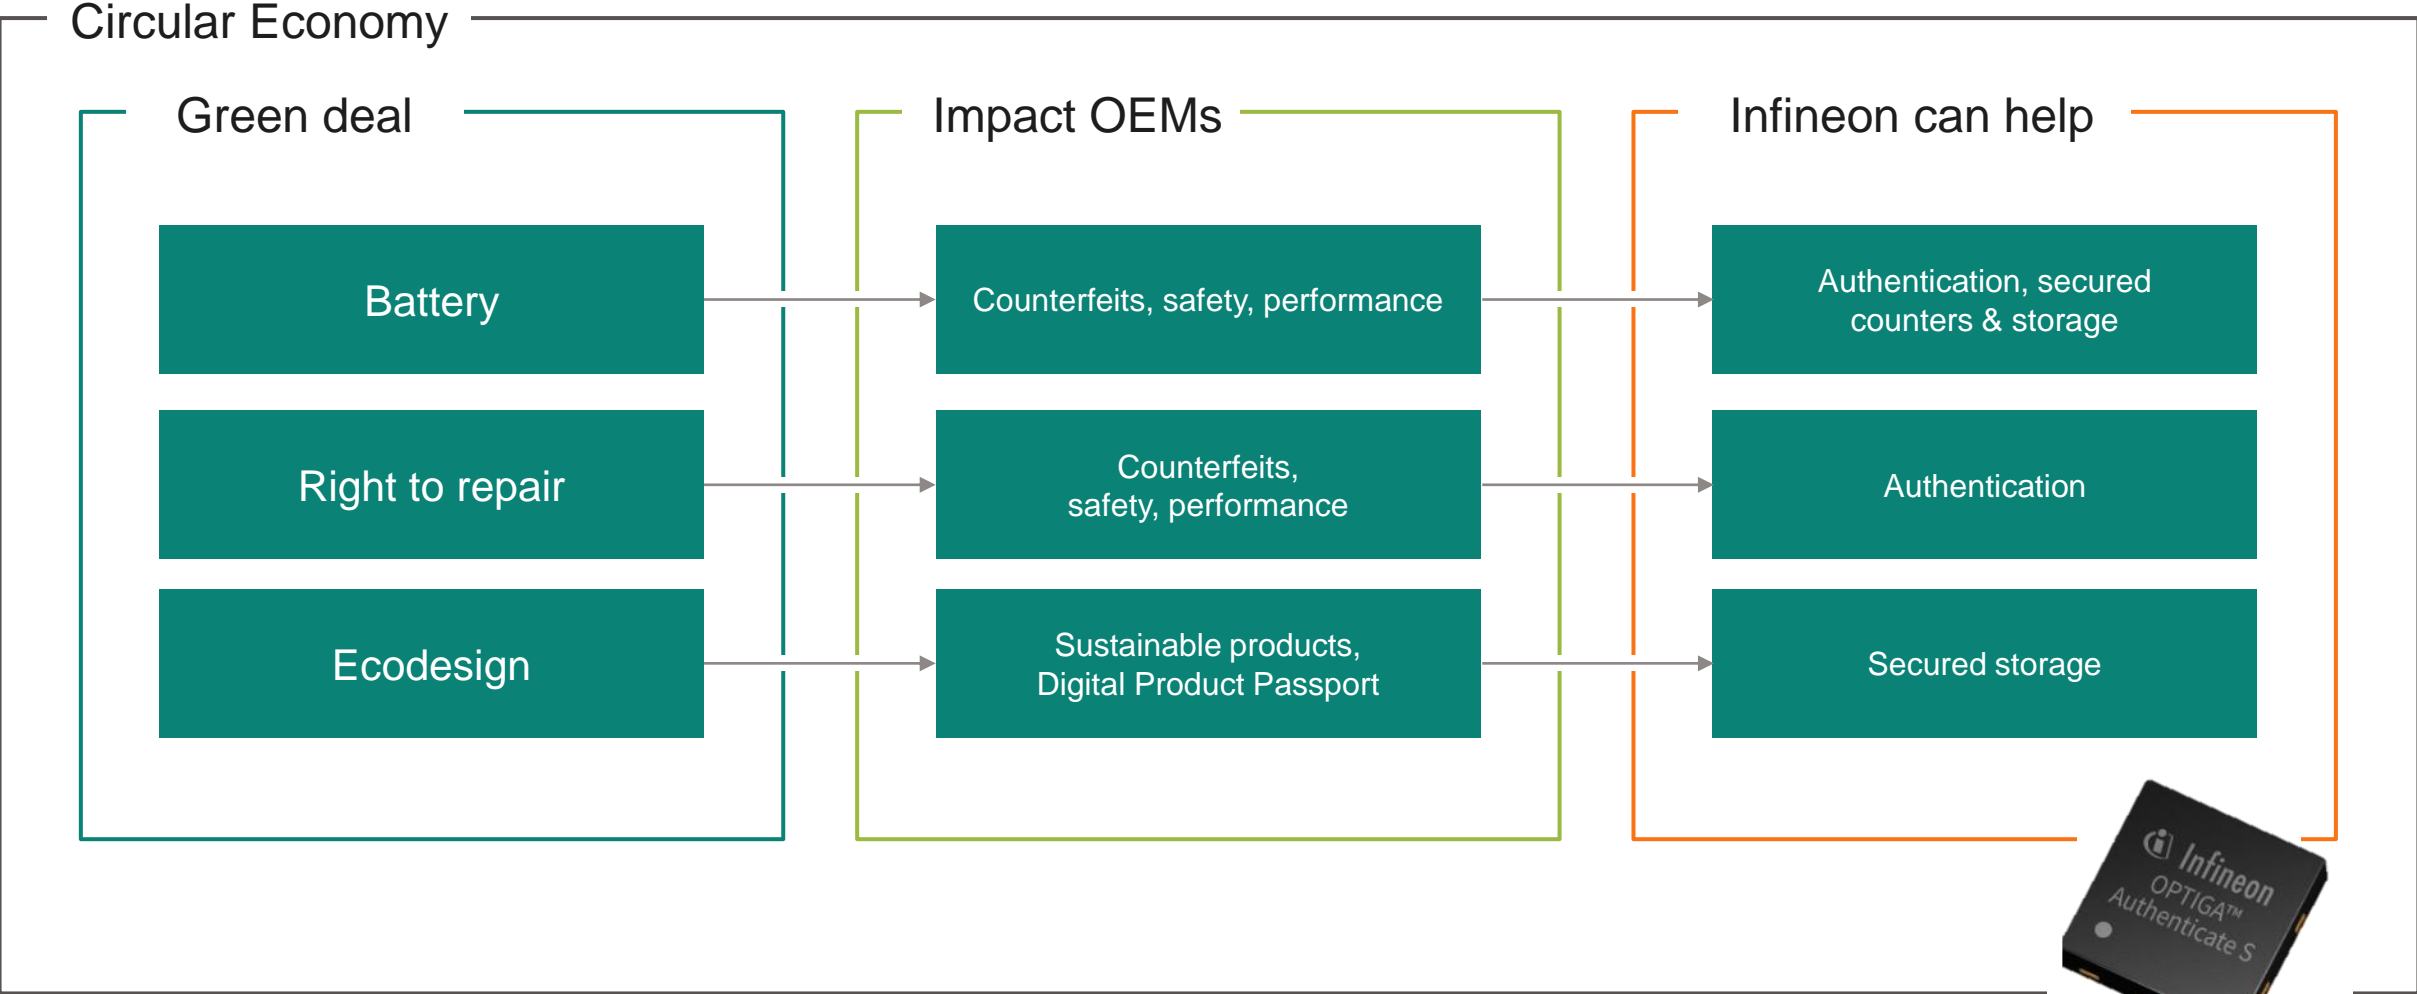 Circular Economy
Green deal
Impact OEMs
Infineon can help
Battery
Counterfeits, safety, performance
Authentication, secured
counters & storage
Right to repair
Counterfeits,
safety, performance
Authentication
Ecodesign
Sustainable products,
Digital Product Passport
Secured storage
Infineon
OPTIGA™
Authenticate S